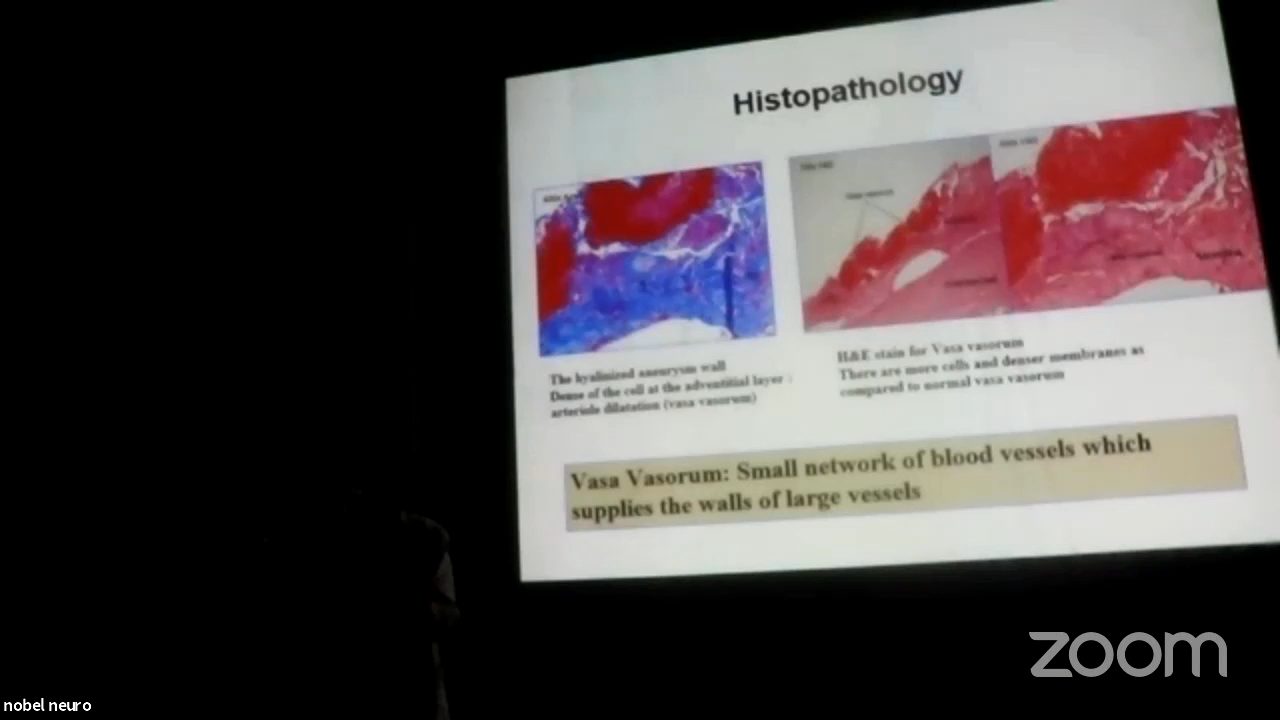 Histopathology
The hyalinized aneurysm wall
Dense of the cell at the adventitial layer :
arteriole dilatation (vasa vasorum)
H&E stain for Vasa vasorum
There are more cells and denser membranes as
compared to normal vasa vasorum
Vasa Vasorum: Small network of blood vessels which
supplies the walls of large vessels
zoom
nobel neuro